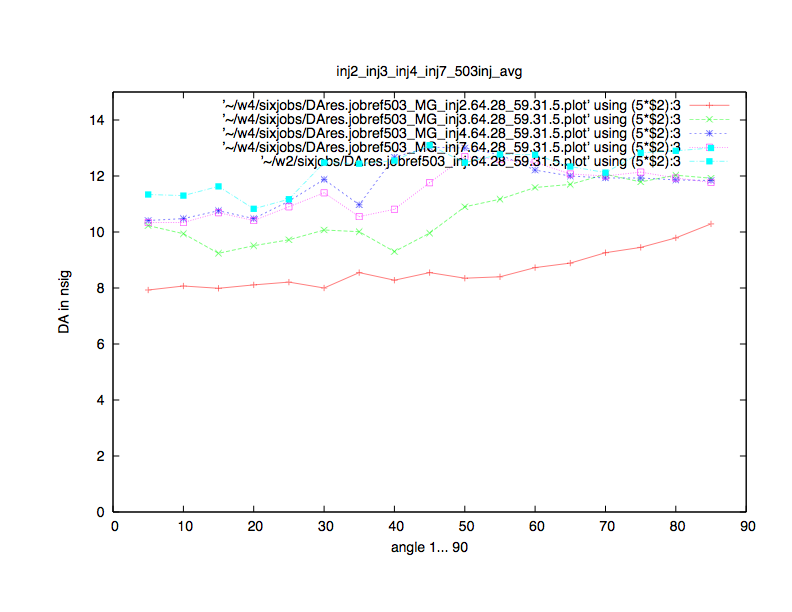 inj2_inj3_inj4_inj7_503inj_avg
'~/w4/sixjobs/DAres.jobref503_MG_inj2.64.28_59.31.5.plot' using (5*$2):3
'~/w4/sixjobs/DAres.jobref503_MG_inj3.64.28_59.31.5.plot' using (5*$2):3
'~/w4/sixjobs/DAres.jobref503_MG_inj4.64.28_59.31.5.plot' using (5*$2):3
'~/w4/sixjobs/DAres.jobref503_MG_inj7.64.28_59.31.5.plot' using (5*$2):3
'~/w2/sixjobs/DAres.jobref503_inj.64.28_59.31.5.plot' using (5*$2):3
14
12
10
8
6
4
2
0
DA in nsig
0 10 20 30 40 50 60 70 80 90
angle 1... 90